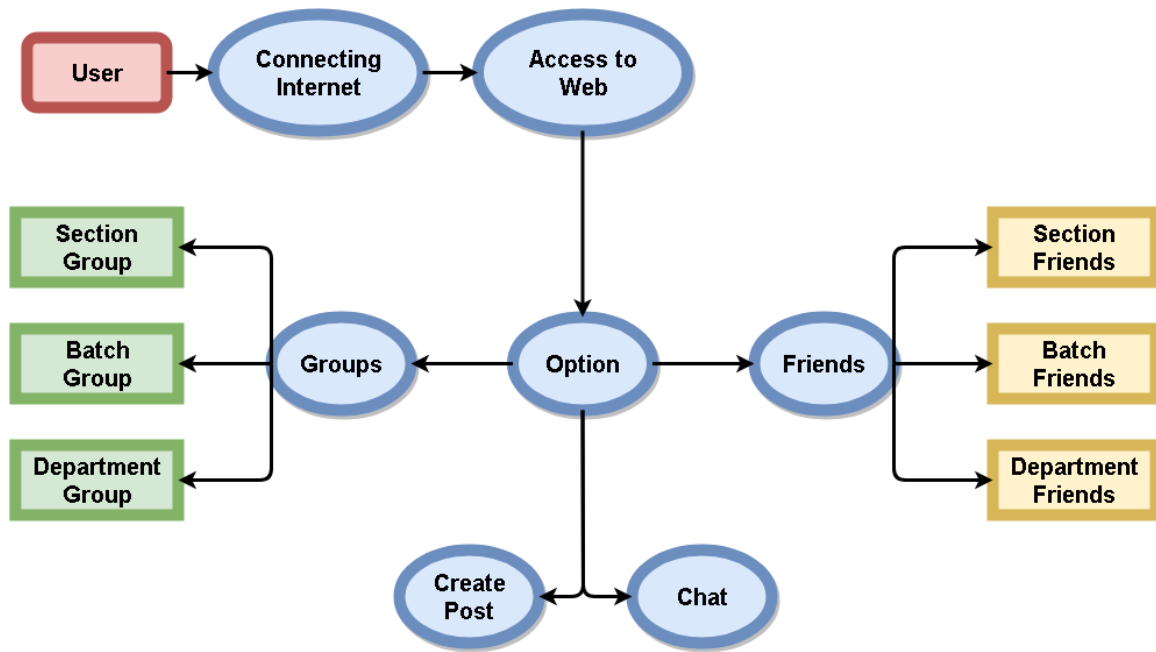 User
Connecting
Internet
Access to
Web
Section
Group
Section
Friends
Batch
Group
Groups
Option
Friends
Batch
Friends
Department
Group
Department
Friends
Create
Post
Chat